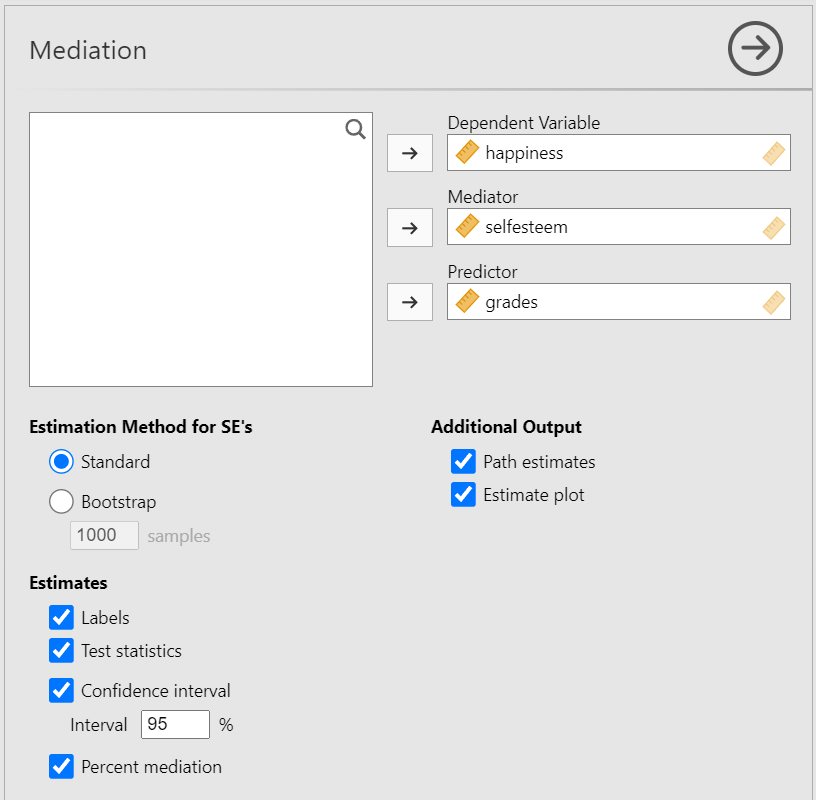 Mediation
Dependent Variable
happiness
Mediator
selfesteem
Predictor
grades
Estimation Method for SE's
Standard
Bootstrap
1000 samples
Estimates
Labels
Test statistics
Confidence interval
Interval 95 %
Percent mediation
Additional Output
Path estimates
Estimate plot